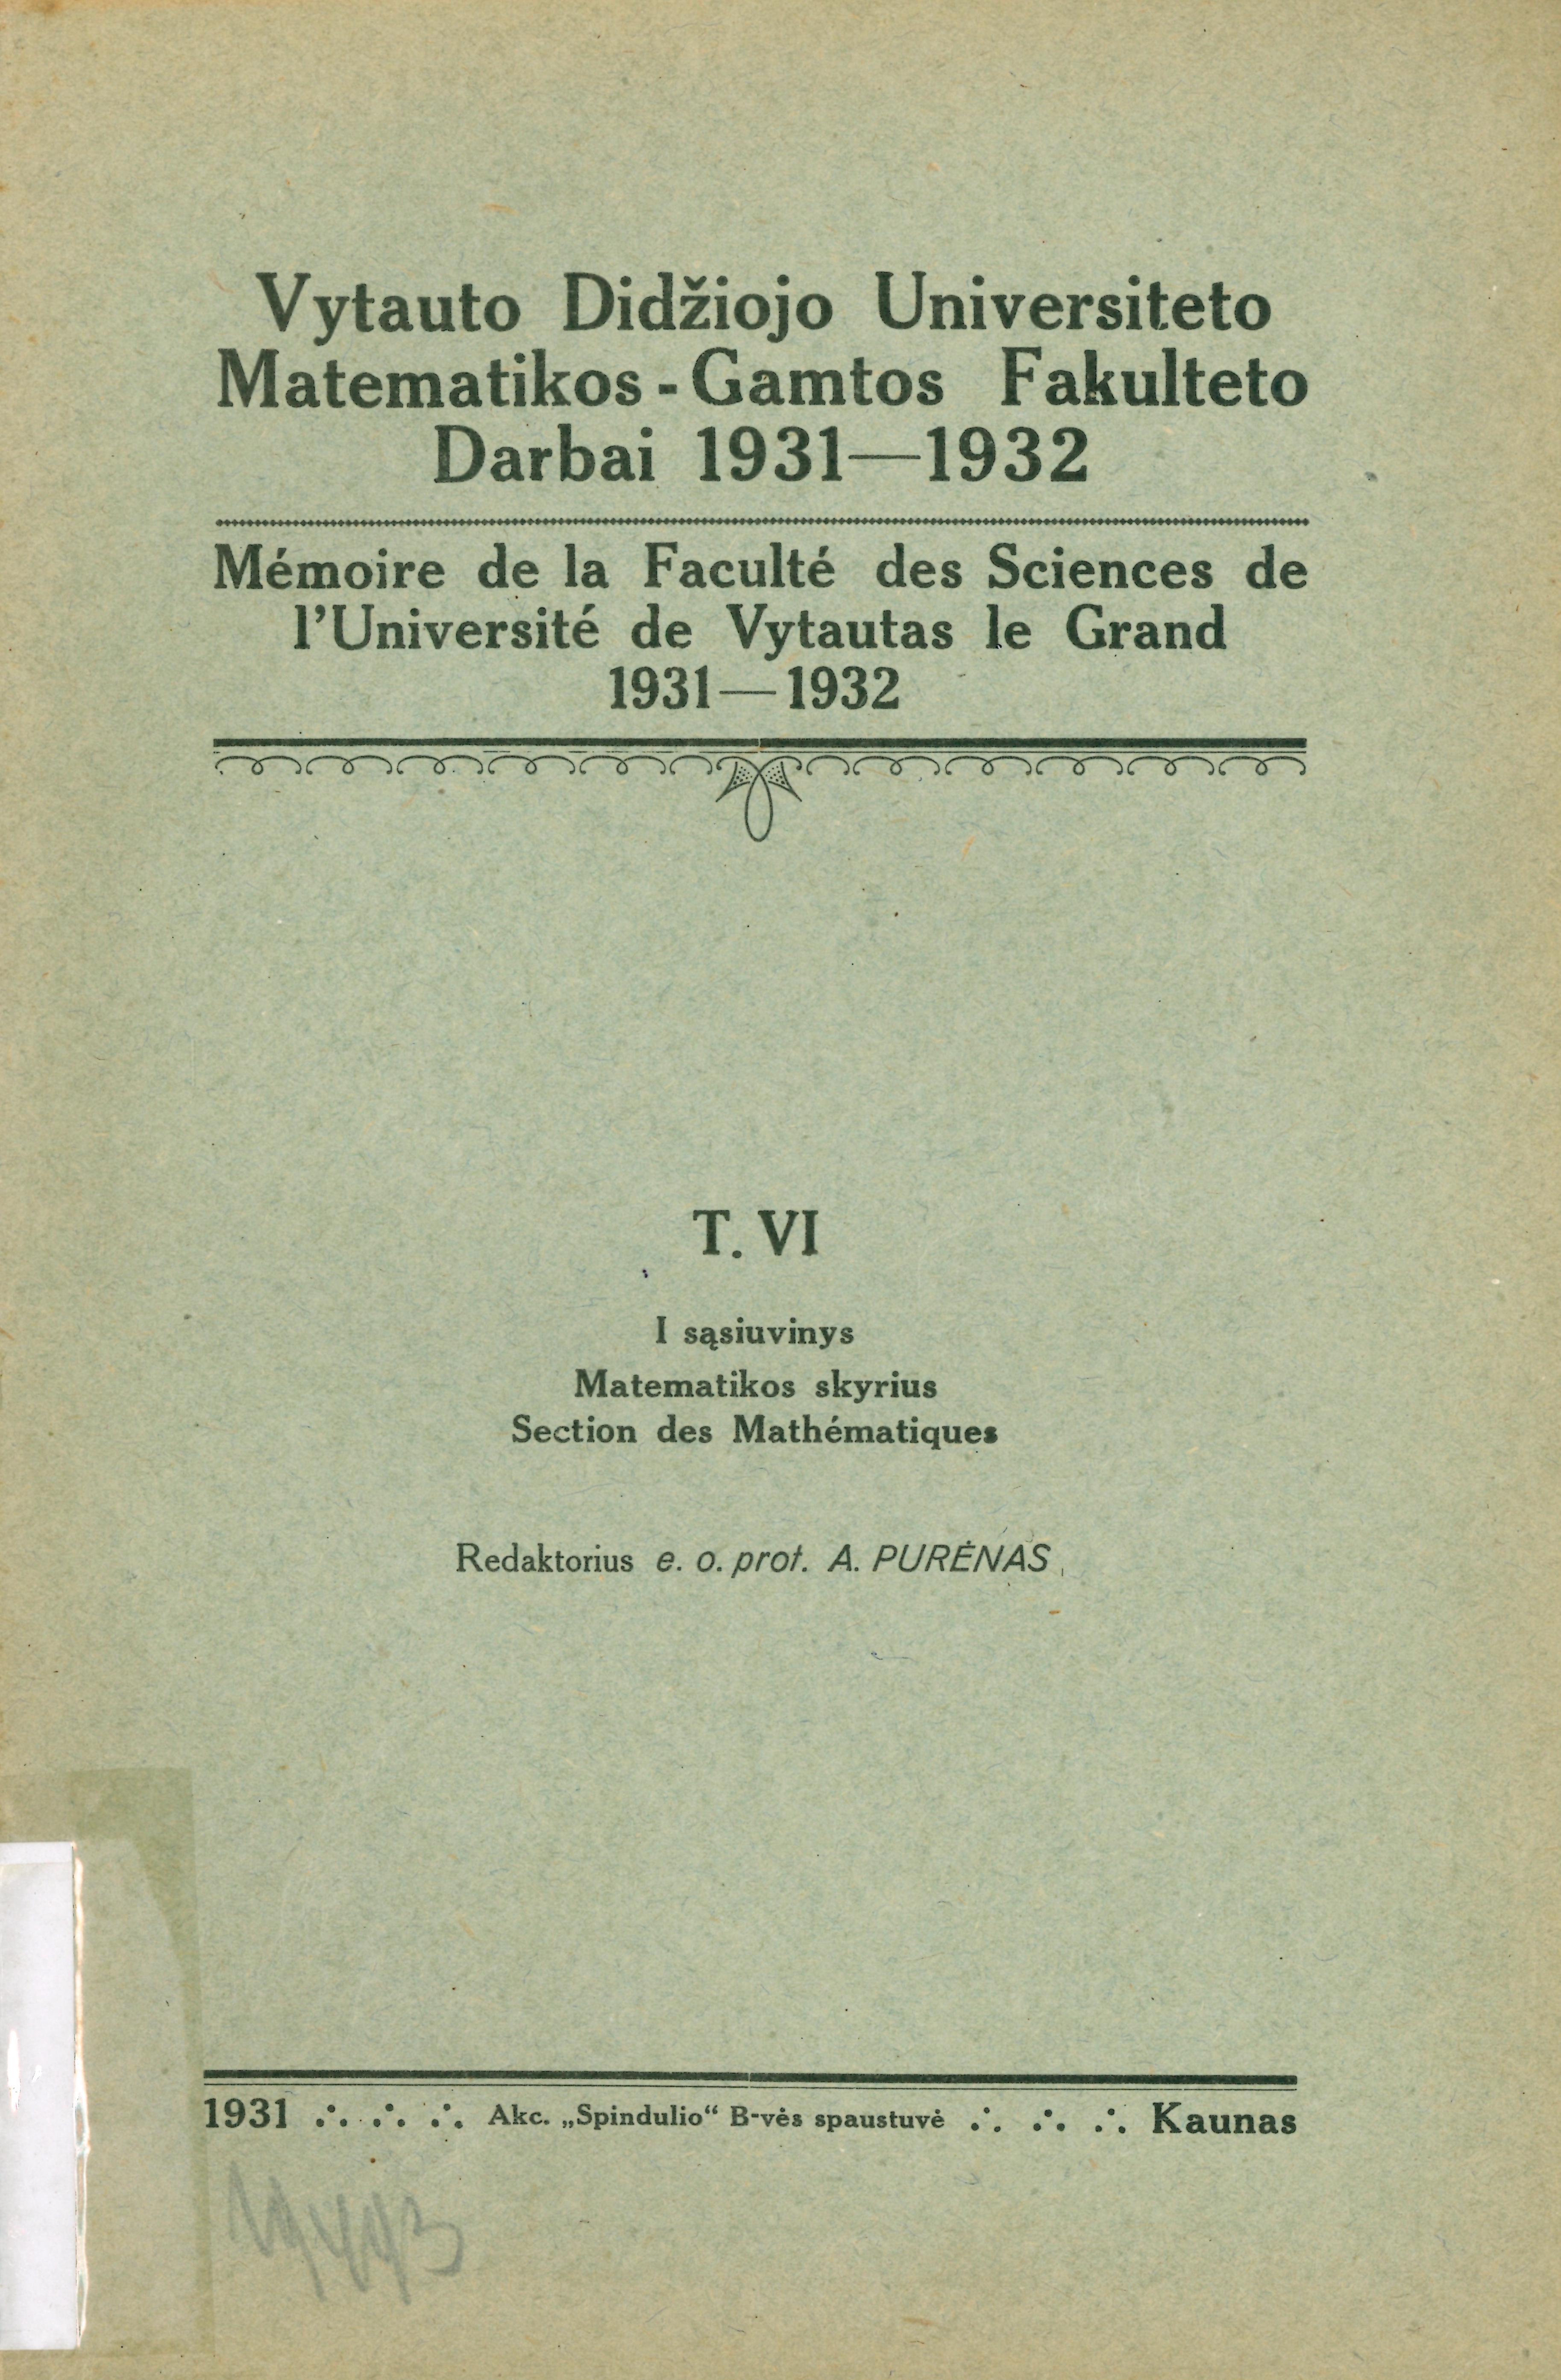 Vytauto Didžiojo Universiteto
Matematikos - Gamtos Fakulteto
Darbai 1931—1932
Mémoire de la Faculté des Sciences de
l'Université de Vytautas le Grand
1931—1932
T. VI
I sąsiuvinys
Matematikos skyrius
Section des Mathématiques
Redaktorius e. o. prof. A. PURĖNAS
1931 ∴ ∴ ∴ Akc. „Spindulio“ B-vės spaustuvė ∴ ∴ ∴ Kaunas